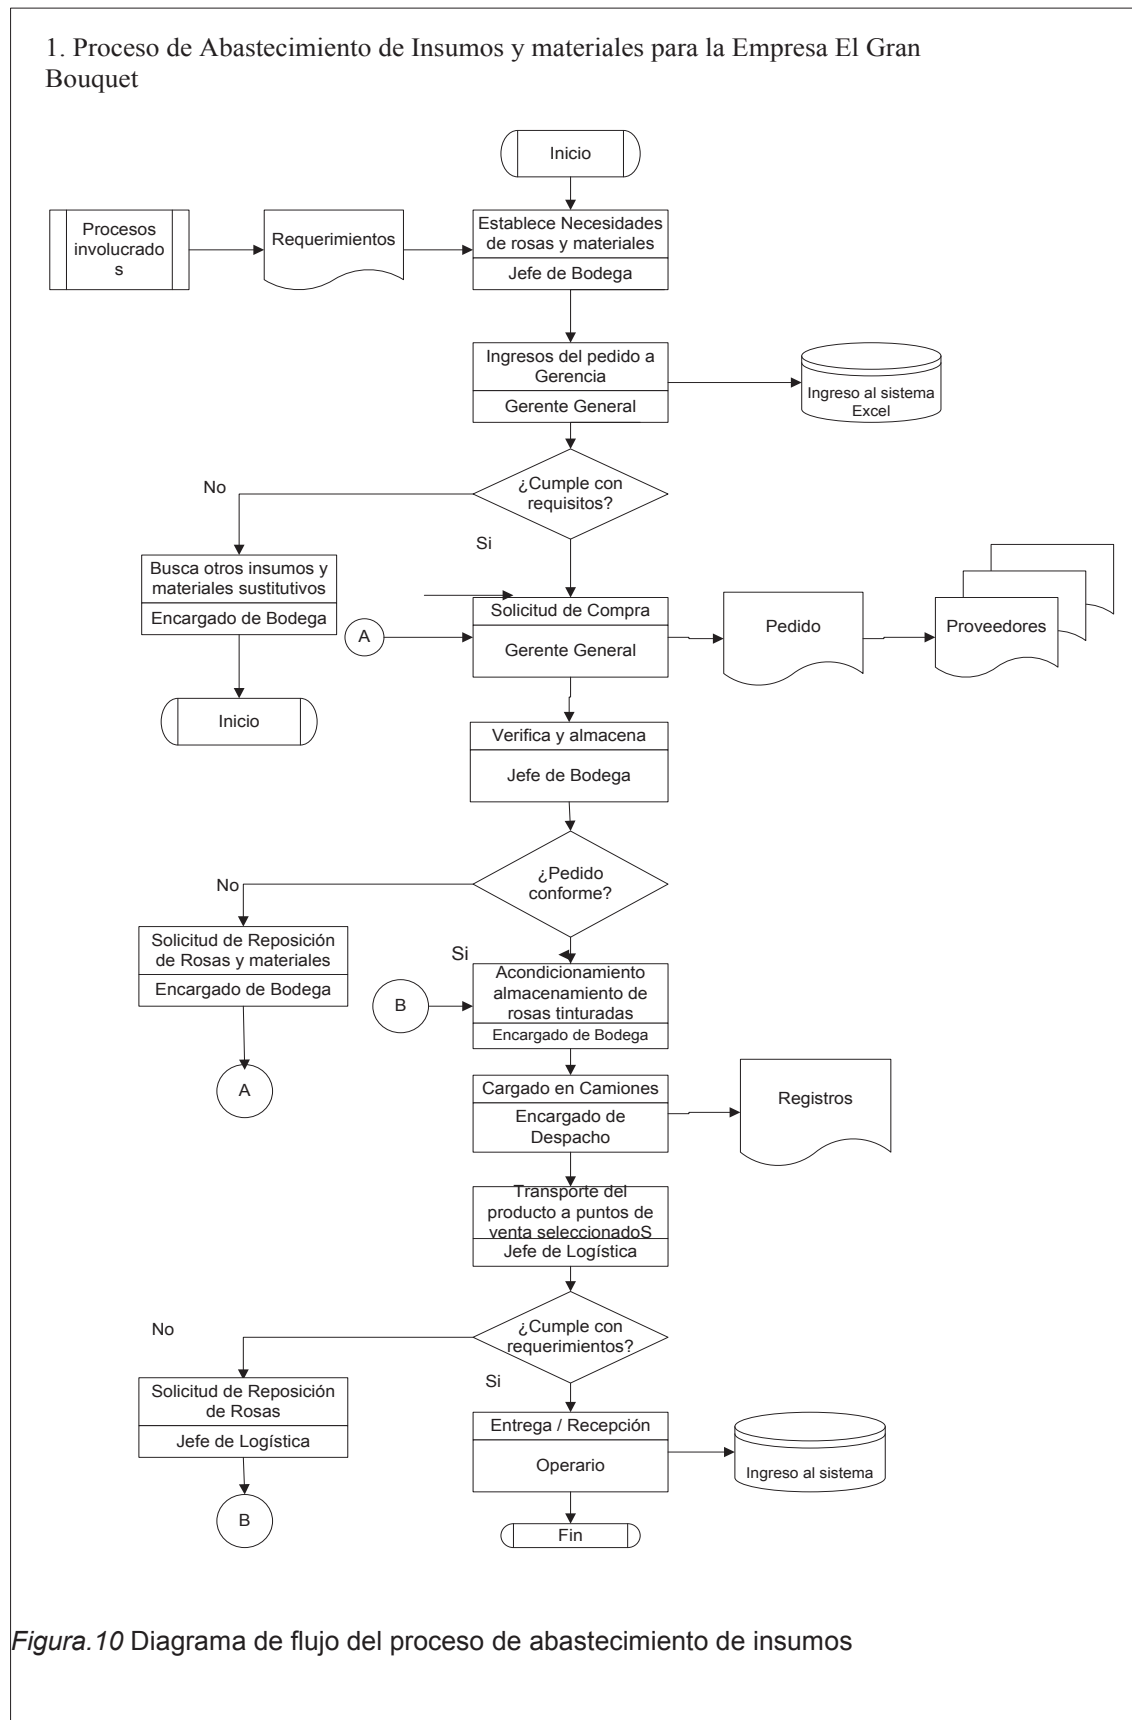 1. Proceso de Abastecimiento de Insumos y materiales para la Empresa El Gran
Bouquet
Inicio
Procesos
involucrado
s
Requerimientos
Establece Necesidades
de rosas y materiales
Jefe de Bodega
Ingresos del pedido a
Gerencia
Gerente General
Ingreso al sistema
Excel
¿Cumple con
requisitos?
No
Si
Busca otros insumos y
materiales sustitutivos
Encargado de Bodega
Inicio
A
Solicitud de Compra
Gerente General
Pedido
Proveedores
Verifica y almacena
Jefe de Bodega
¿Pedido
conforme?
No
Si
Solicitud de Reposición
de Rosas y materiales
Encargado de Bodega
A
B
Acondicionamiento
almacenamiento de
rosas tinturadas
Encargado de Bodega
Cargado en Camiones
Encargado de
Despacho
Registros
Transporte del
producto a puntos de
venta seleccionadoS
Jefe de Logística
¿Cumple con
requerimientos?
No
Si
Solicitud de Reposición
de Rosas
Jefe de Logística
B
Entrega / Recepción
Operario
Ingreso al sistema
Fin
Figura.10 Diagrama de flujo del proceso de abastecimiento de insumos